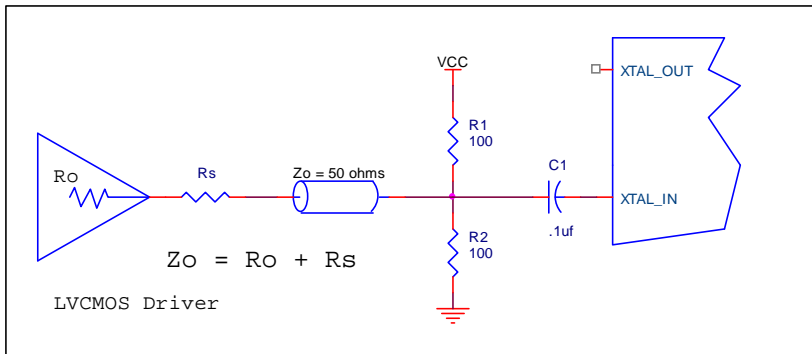 VCC
XTAL_OUT
R1
100
Ro
Rs
Zo = 50 ohms
C1
XTAL_IN
.1uf
R2
100
Zo = Ro + Rs
LVCMOS Driver